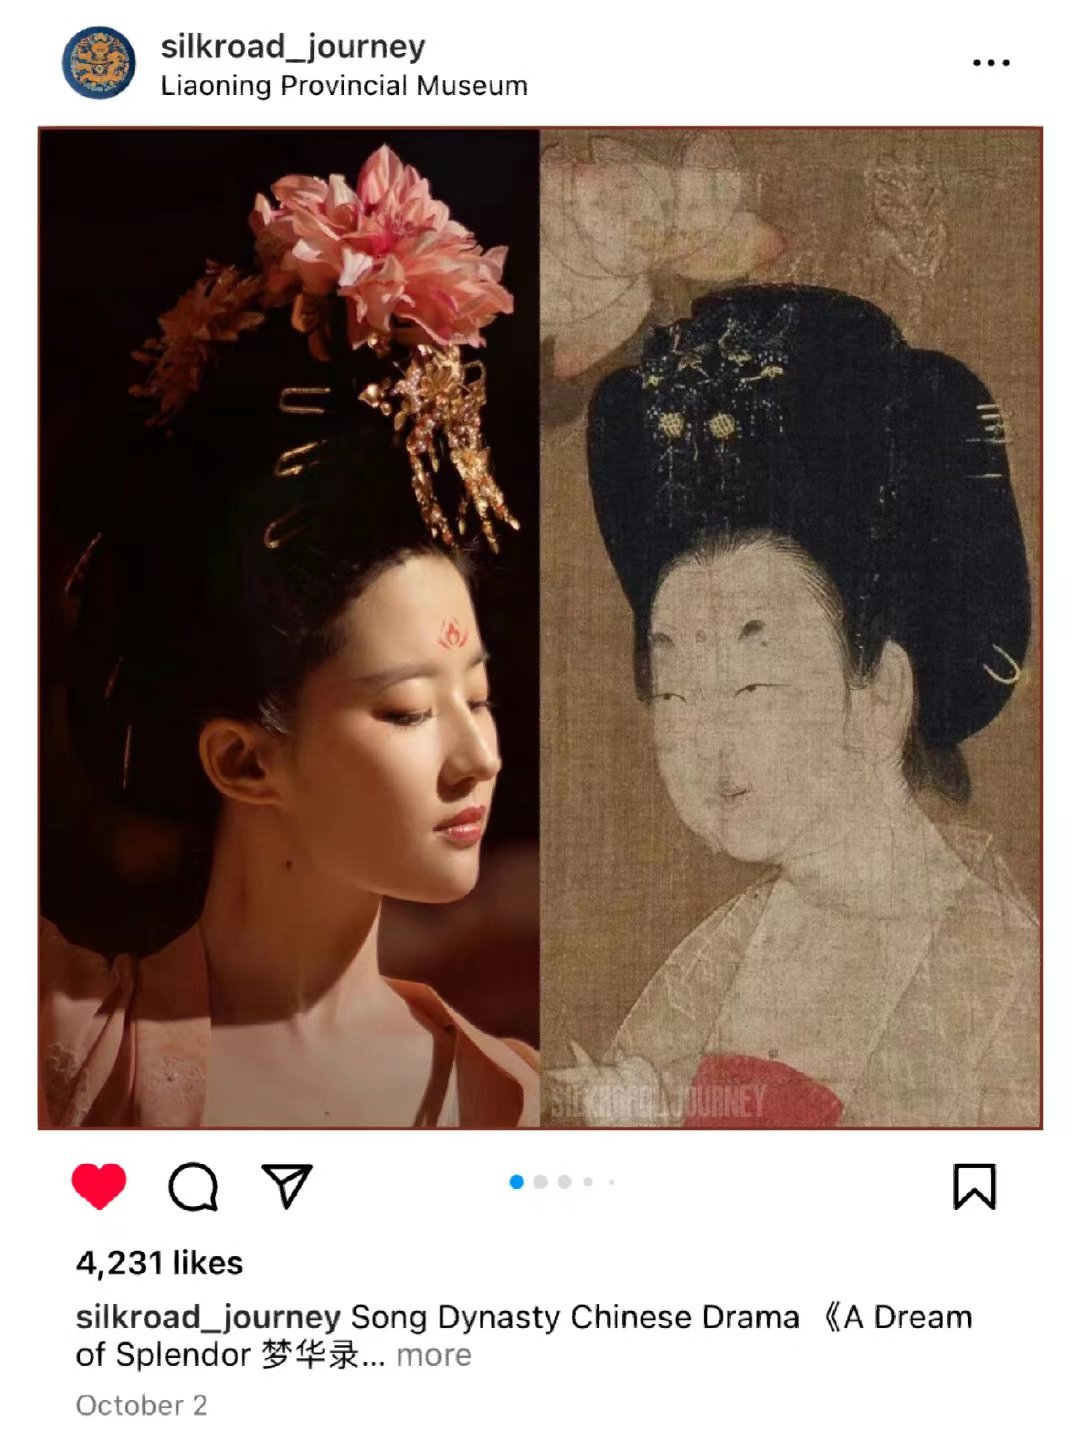 silkroad_journey
Liaoning Provincial Museum
SILKROAD_JOURNEY
4,231 likes
silkroad_journey Song Dynasty Chinese Drama 《A Dream
of Splendor 梦华录... more
October 2